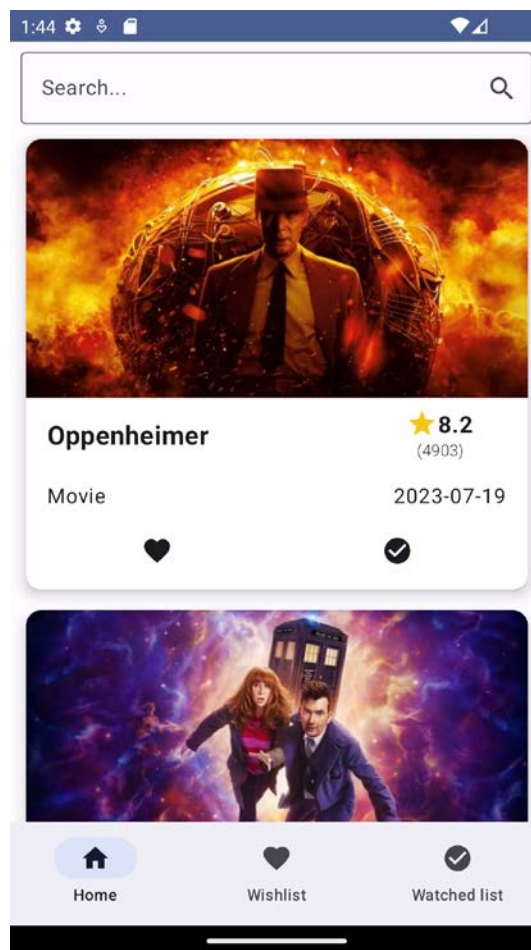 1:44
Search...
Oppenheimer
8.2
(4903)
Movie
2023-07-19
Home
Wishlist
Watched list